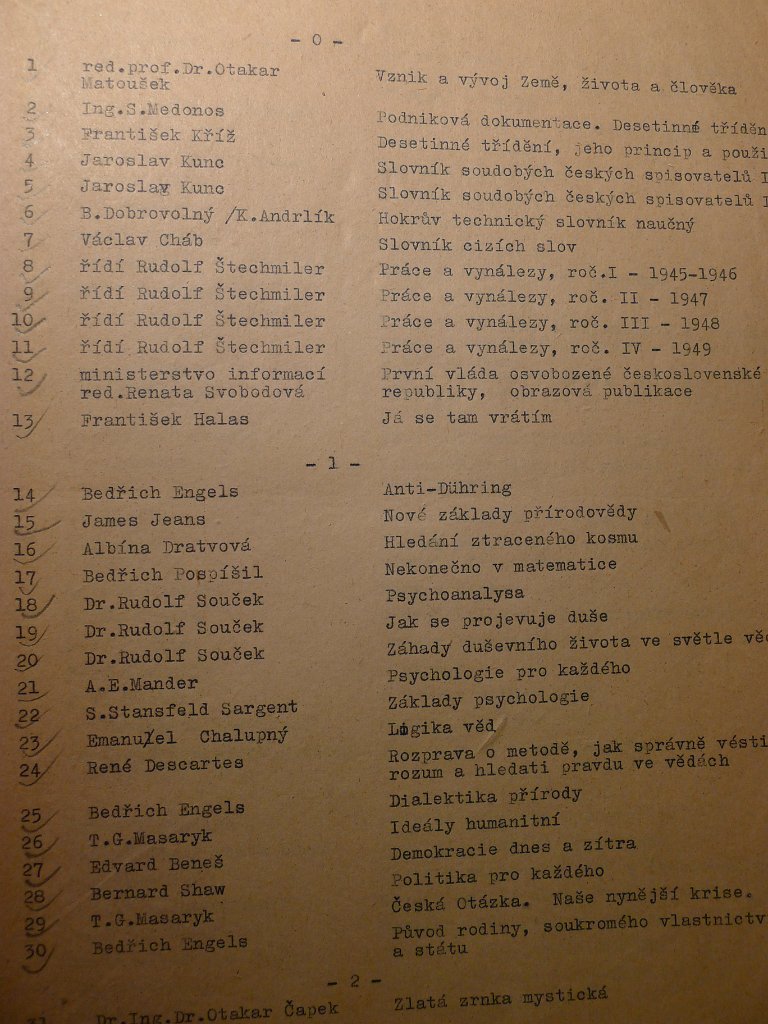 - 0 -
1 red.prof.Dr.Otakar Matoušek Vznik a vývoj Země, života a člověka
2 Ing.S.Medonos Podniková dokumentace. Desetinné tříděn
3 František Kříž Desetinné třídění, jeho princip a použi
4 Jaroslav Kunc Slovník soudobých českých spisovatelů I
5 Jaroslav Kunc Slovník soudobých českých spisovatelů I
6 B.Dobrovolný /K.Andrlík Hokrův technický slovník naučný
7 Václav Cháb Slovník cizích slov
8 řídí Rudolf Štechmiler Práce a vynálezy, roč.I - 1945-1946
9 řídí Rudolf Štechmiler Práce a vynálezy, roč. II - 1947
10 řídí Rudolf Štechmiler Práce a vynálezy, roč. III - 1948
11 řídí Rudolf Štechmiler Práce a vynálezy, roč. IV - 1949
12 ministerstvo informací První vláda osvobozené československé
red.Renata Svobodová republiky, obrazová publikace
13 František Halas Já se tam vrátím
- 1 -
14 Bedřich Engels Anti-Dühring
15 James Jeans Nové základy přírodovědy
16 Albína Dratvová Hledání ztraceného kosmu
17 Bedřich Pospíšil Nekonečno v matematice
18 Dr.Rudolf Souček Psychoanalysa
19 Dr.Rudolf Souček Jak se projevuje duše
20 Dr.Rudolf Souček Záhady duševního života ve světle věd
21 A.E.Mander Psychologie pro každého
22 S.Stansfeld Sargent Základy psychologie
23 Emanuel Chalupný Logika věd
24 René Descartes Rozprava o metodě, jak správně vésti
rozum a hledati pravdu ve vědách
25 Bedřich Engels Dialektika přírody
26 T.G.Masaryk Ideály humanitní
27 Edvard Beneš Demokracie dnes a zítra
28 Bernard Shaw Politika pro každého
29 T.G.Masaryk Česká Otázka. Naše nynější krise.
30 Bedřich Engels Původ rodiny, soukromého vlastnictv
a státu
- 2 -
31 Dr.Ing.Dr.Otakar Čapek Zlatá zrnka mystická